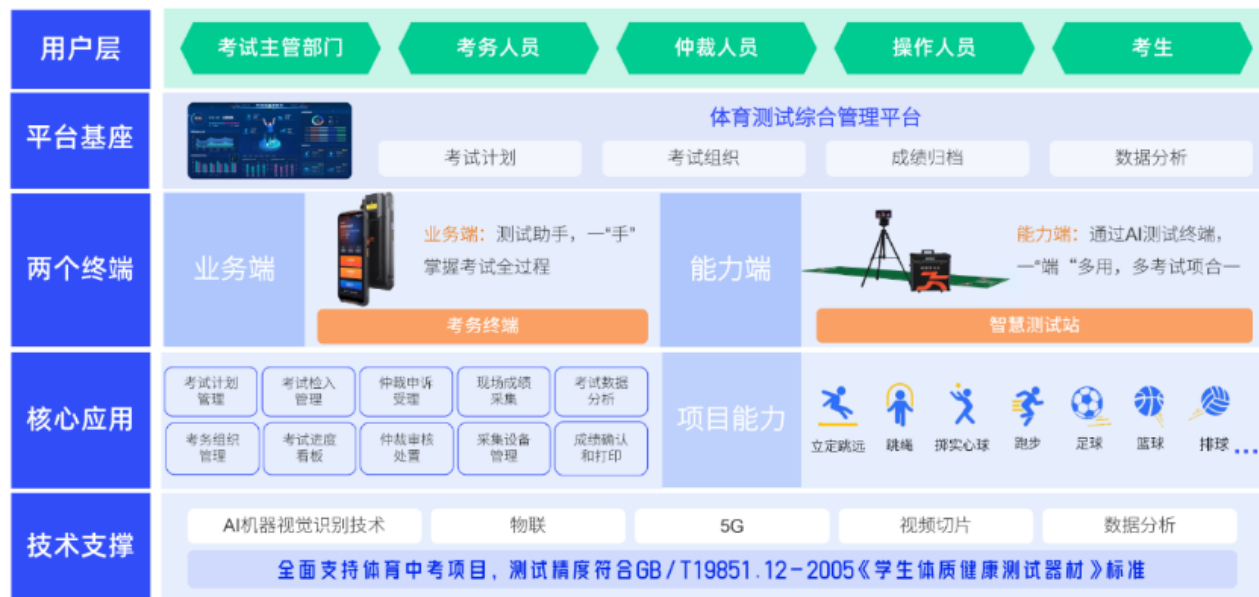 用户层
考试主管部门
考务人员
仲裁人员
操作人员
考生
平台基座
体育测试综合管理平台
考试计划
考试组织
成绩归档
数据分析
两个终端
业务端
业务端：测试助手，一“手”
掌握考试全过程
考务终端
能力端
能力端：通过AI测试终端，
一“端“多用，多考试项合一
智慧测试站
核心应用
考试计划
管理
考试检入
管理
仲裁申诉
受理
现场成绩
采集
考试数据
分析
考务组织
管理
考试进度
看板
仲裁审核
处置
采集设备
管理
成绩确认
和打印
项目能力
立定跳远
跳绳
掷实心球
跑步
足球
篮球
排球
...
技术支撑
AI机器视觉识别技术
物联
5G
视频切片
数据分析
全面支持体育中考项目，测试精度符合GB/T19851.12-2005《学生体质健康测试器材》标准